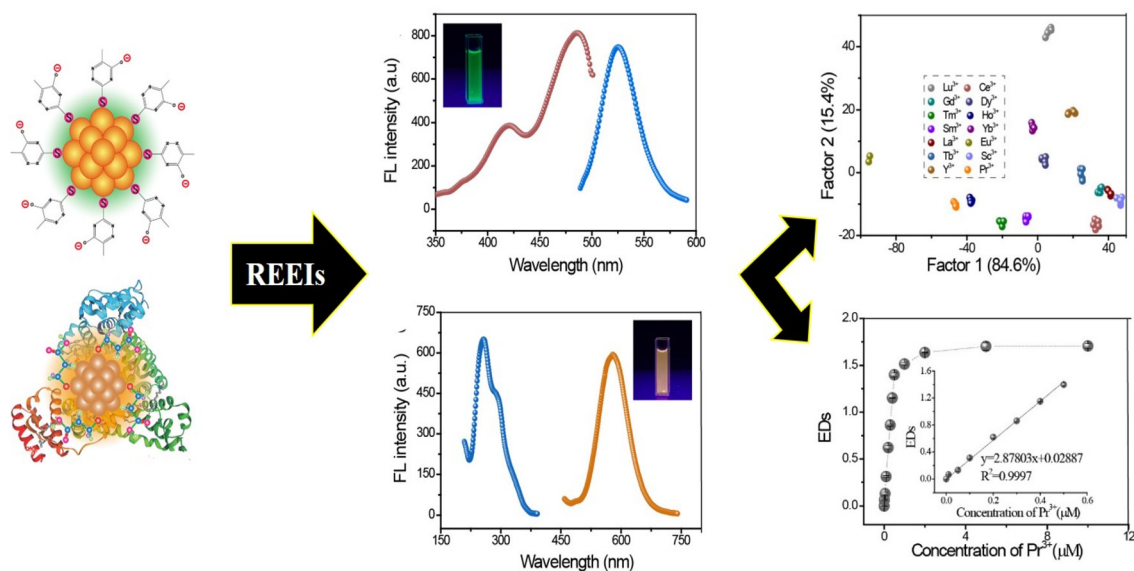 REEIs
FL intensity (a.u)
800
600
400
200
0
350
400
450
500
550
600
Wavelength (nm)
FL intensity (a.u.)
750
600
450
300
150
0
150
300
450
600
750
Wavelength (nm)
Factor 2 (15.4%)
40
20
0
-20
Lu³⁺ Ce³⁺
Gd³⁺ Dy³⁺
Tm³⁺ Ho³⁺
Sm³⁺ Yb³⁺
La³⁺ Eu³⁺
Tb³⁺ Sc³⁺
Y³⁺ Pr³⁺
-80
-40
0
40
Factor 1 (84.6%)
EDs
2.0
1.5
1.0
0.5
0.0
EDs
1.6
1.2
0.8
0.4
0.0
y=2.87803x+0.02887
R²=0.9997
0.0
0.2
0.4
0.6
Concentration of Pr³⁺(μM)
0
4
8
12
Concentration of Pr³⁺(μM)